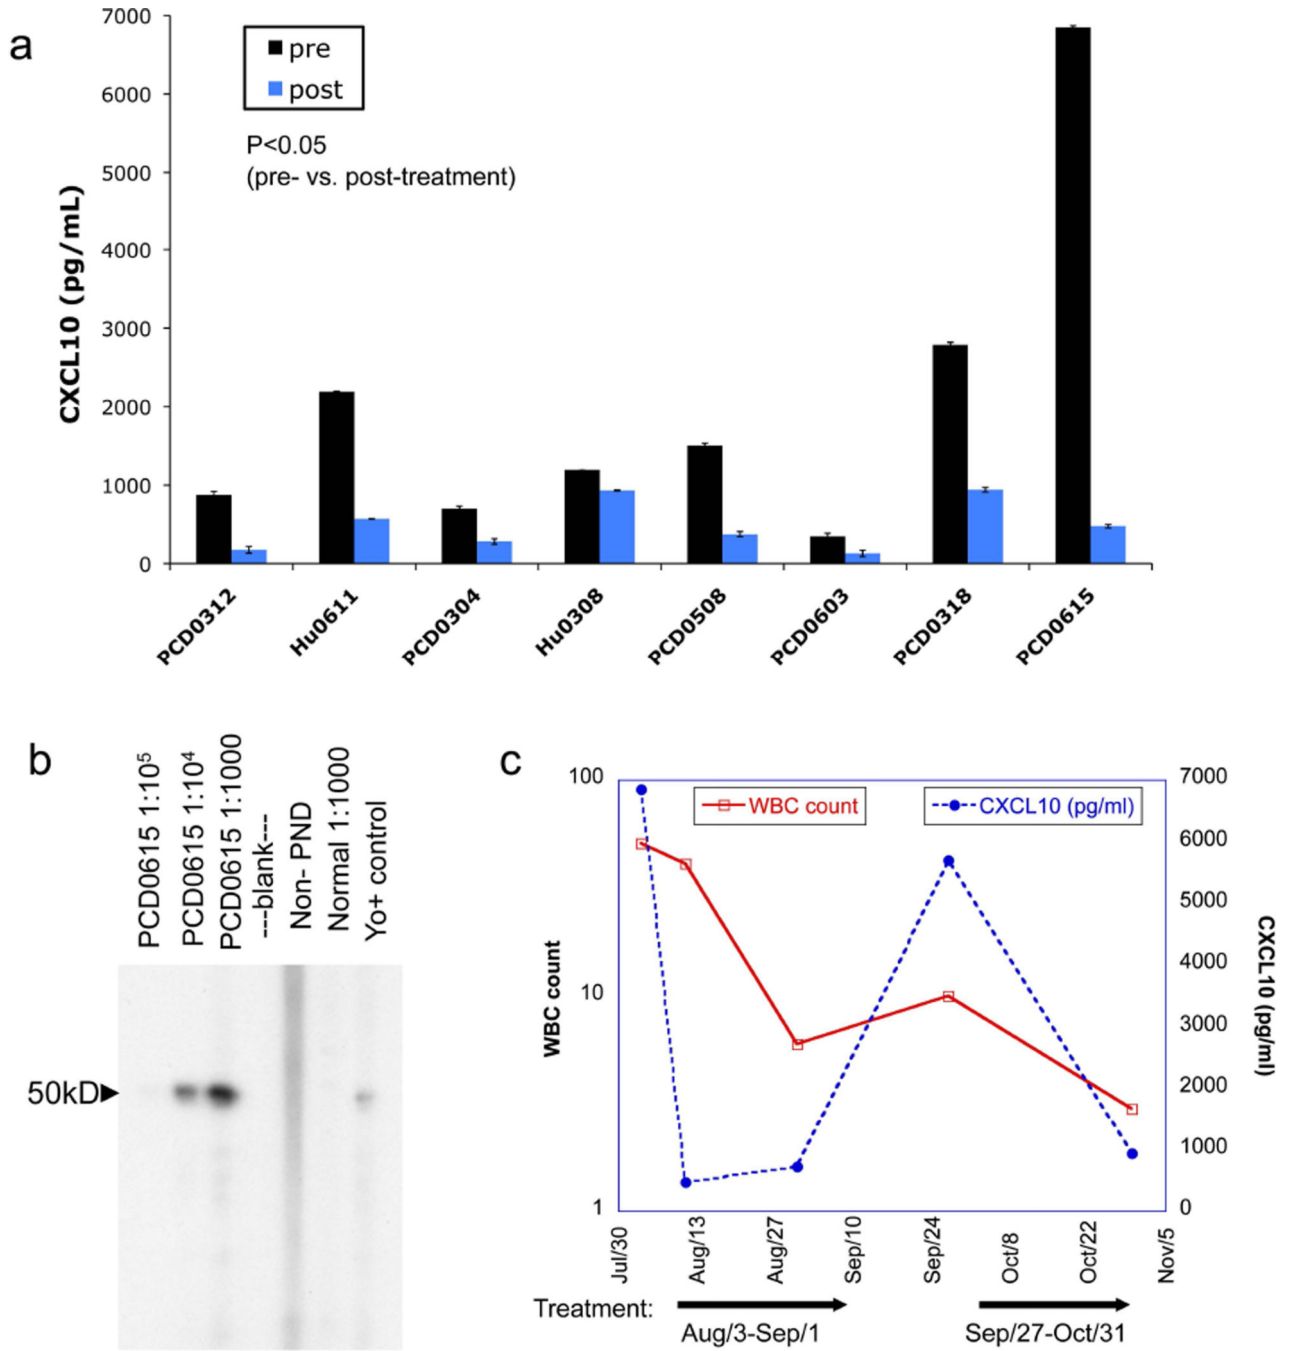 a
7000
6000
5000
4000
3000
2000
1000
0
CXCL10 (pg/mL)
pre
post
P<0.05
(pre- vs. post-treatment)
PCD0312
Hu0611
PCD0304
Hu0308
PCD0508
PCD0603
PCD0318
PCD0615
b
PCD0615 1:10⁵
PCD0615 1:10⁴
PCD0615 1:1000
---blank---
Non- PND
Normal 1:1000
Yo+ control
50kD
c
100
10
1
WBC count
WBC count
CXCL10 (pg/ml)
7000
6000
5000
4000
3000
2000
1000
0
CXCL10 (pg/ml)
Jul/30
Aug/13
Aug/27
Sep/10
Sep/24
Oct/8
Oct/22
Nov/5
Treatment:
Aug/3-Sep/1
Sep/27-Oct/31